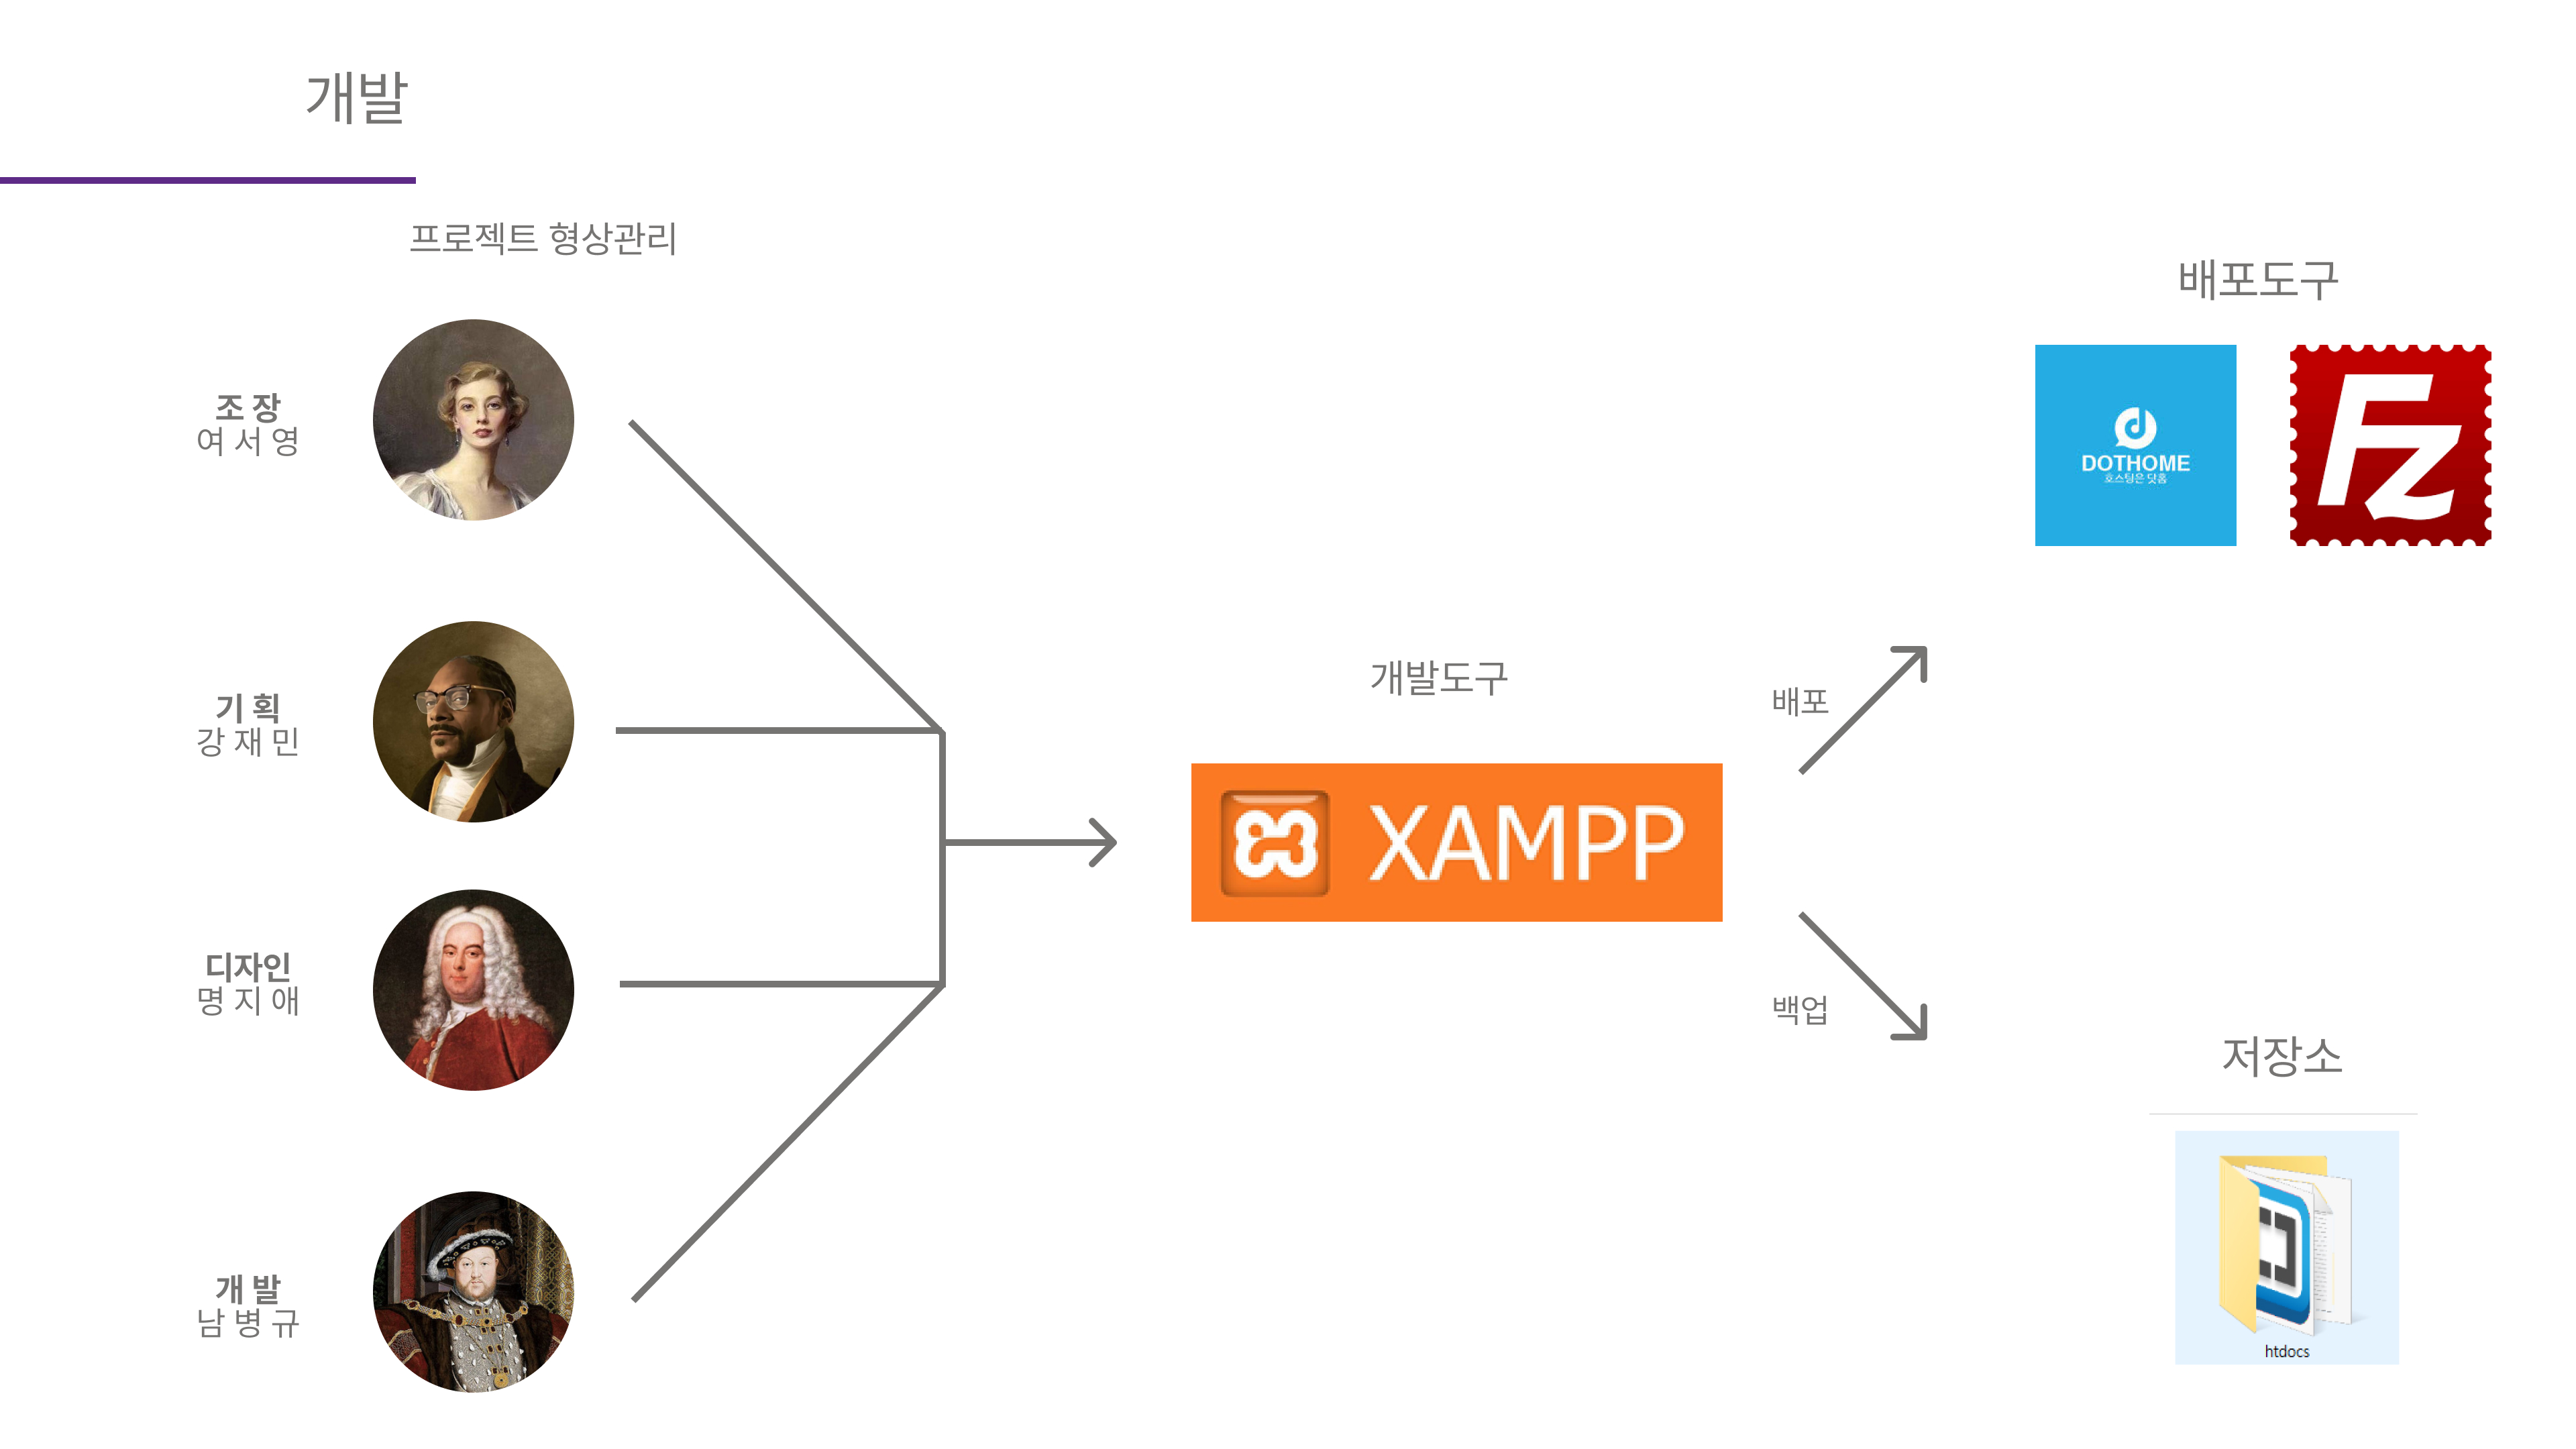 개발
프로젝트 형상관리
조 장
여 서 영
기 획
강 재 민
디자인
명 지 애
개 발
남 병 규
개발도구
XAMPP
배포
백업
배포도구
DOTHOME
호스팅은 닷홈
FZ
저장소
htdocs